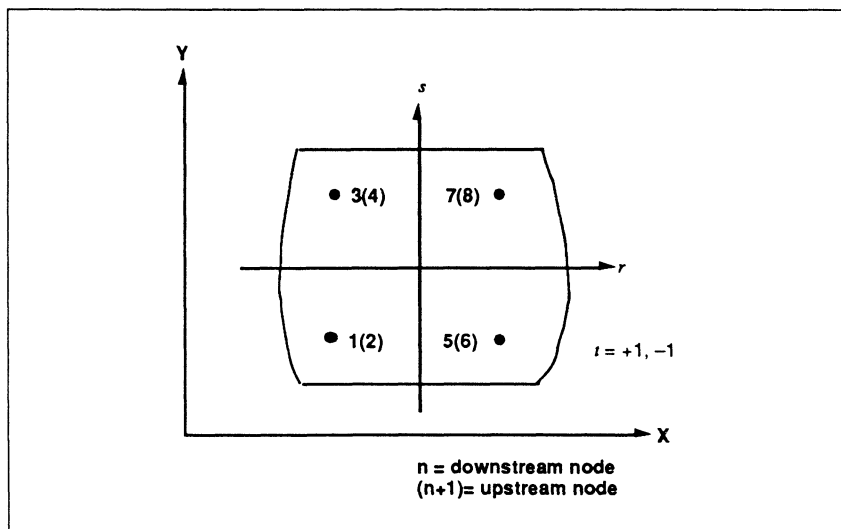 Y
s
3(4) 7(8)
r
1(2) 5(6)
t = +1, −1
X
n = downstream node
(n+1)= upstream node